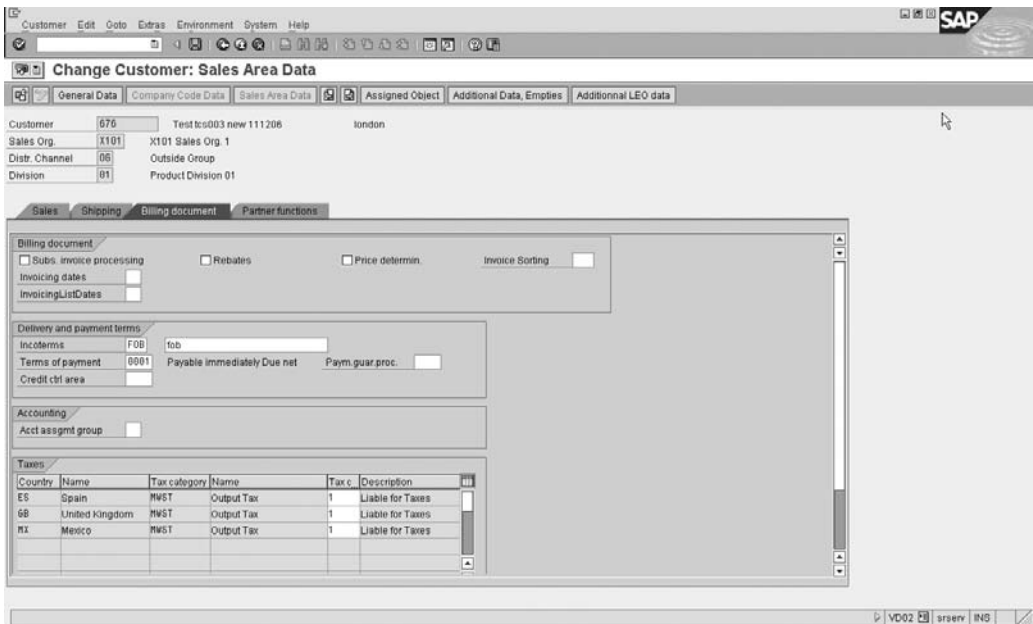 Customer Edit Goto Extras Environment System Help
SAP
Change Customer: Sales Area Data
General Data Company Code Data Sales Area Data Assigned Object Additional Data, Empties Additionnal LEO data
Customer 676 Test tcs003 new 111206 london
Sales Org. X101 X101 Sales Org. 1
Distr. Channel 06 Outside Group
Division 01 Product Division 01
Sales Shipping Billing document Partner functions
Billing document
Subs. invoice processing Rebates Price determin. Invoice Sorting
Invoicing dates
InvoicingListDates
Delivery and payment terms
Incoterms FOB fob
Terms of payment 0001 Payable immediately Due net Paym.guar.proc.
Credit ctrl area
Accounting
Acct assgmt group
Taxes
Country Name Tax category Name Tax c Description
ES Spain MWST Output Tax 1 Liable for Taxes
GB United Kingdom MWST Output Tax 1 Liable for Taxes
MX Mexico MWST Output Tax 1 Liable for Taxes
VD02 srserv INS